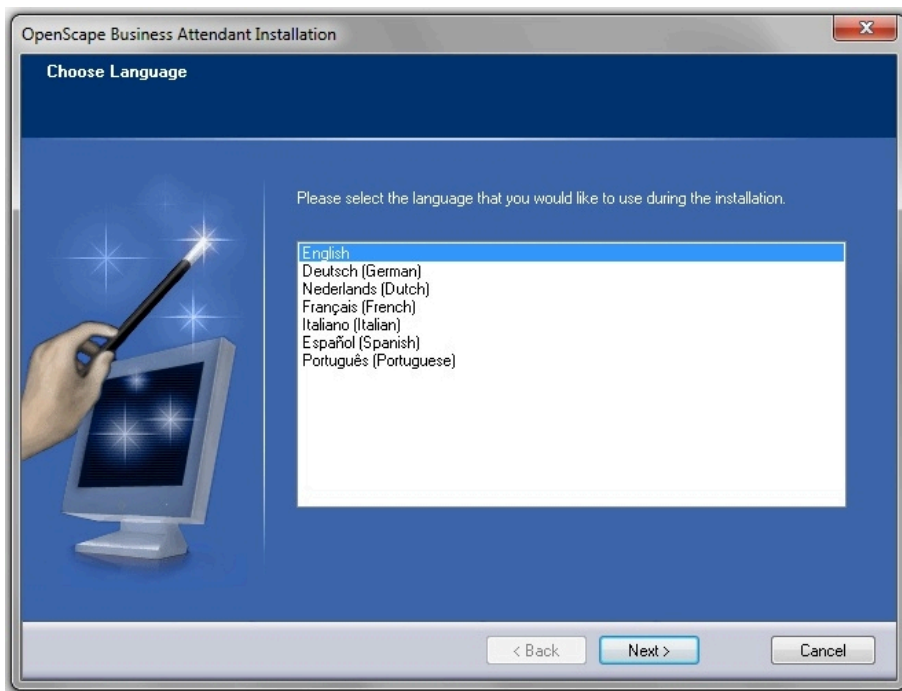 OpenScape Business Attendant Installation
Choose Language
Please select the language that you would like to use during the installation.
English
Deutsch (German)
Nederlands (Dutch)
Français (French)
Italiano (Italian)
Español (Spanish)
Português (Portuguese)
< Back
Next >
Cancel